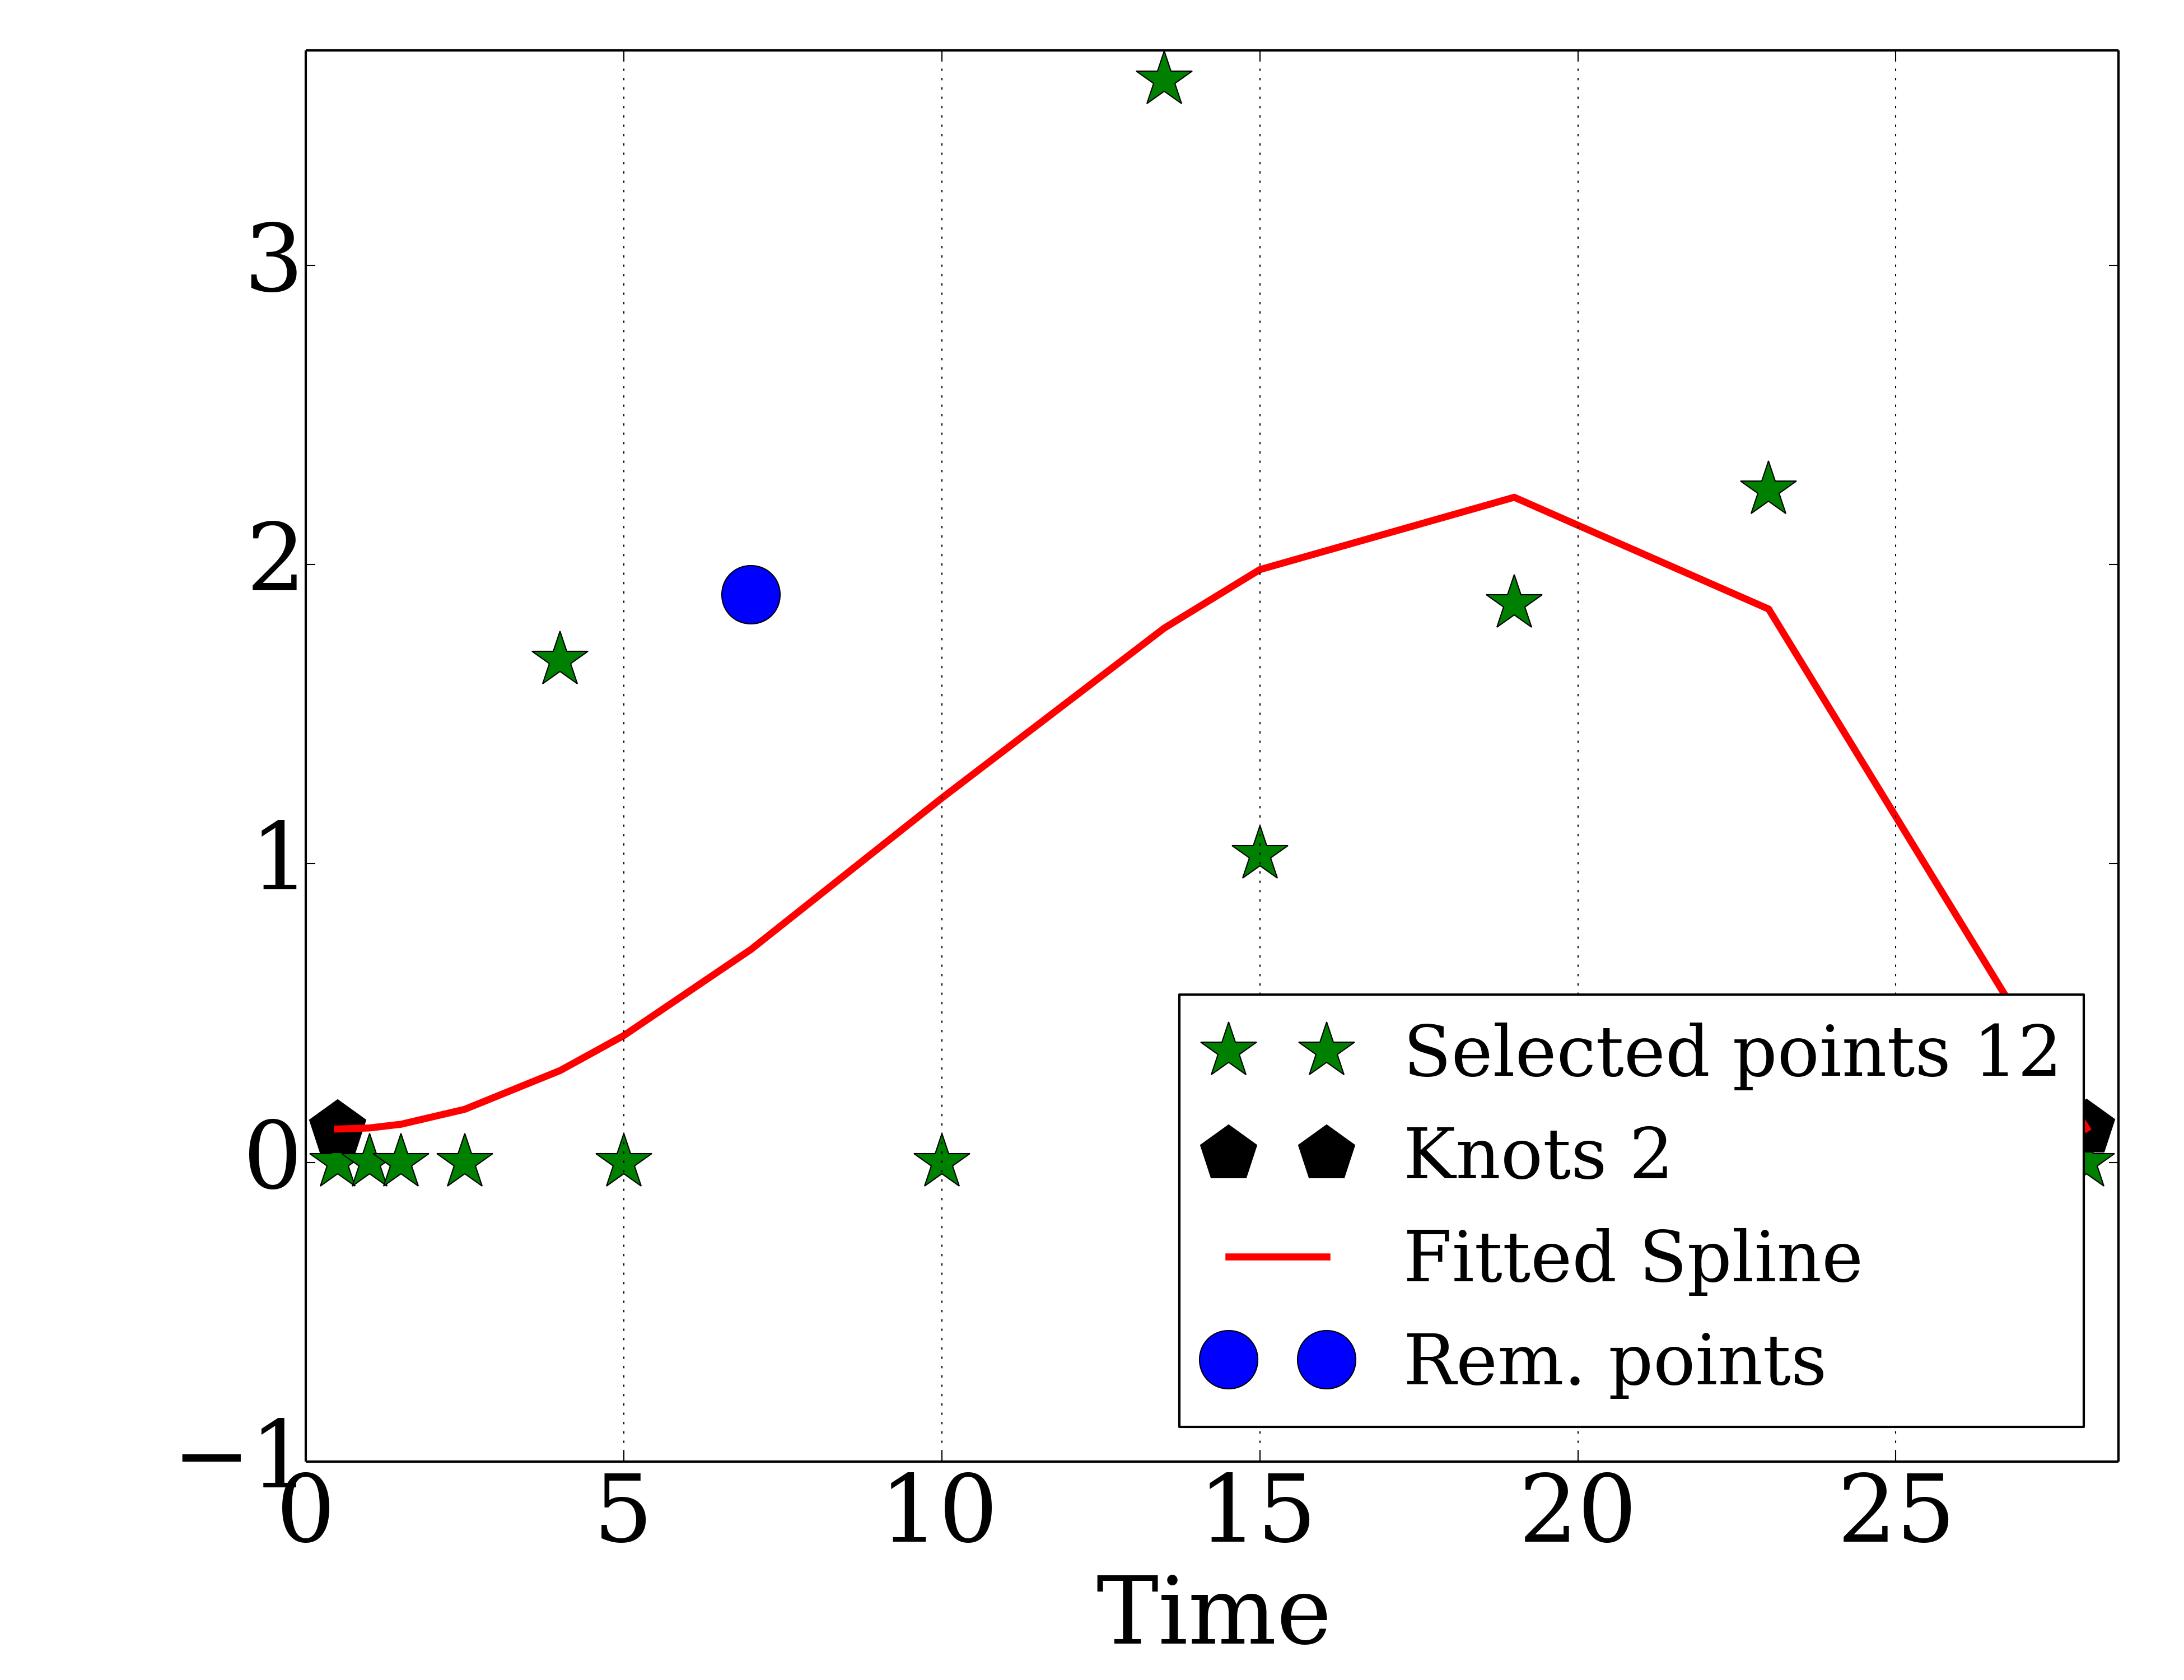 3
2
1
0
−1
0 5 10 15 20 25
Time
Selected points 12
Knots 2
Fitted Spline
Rem. points